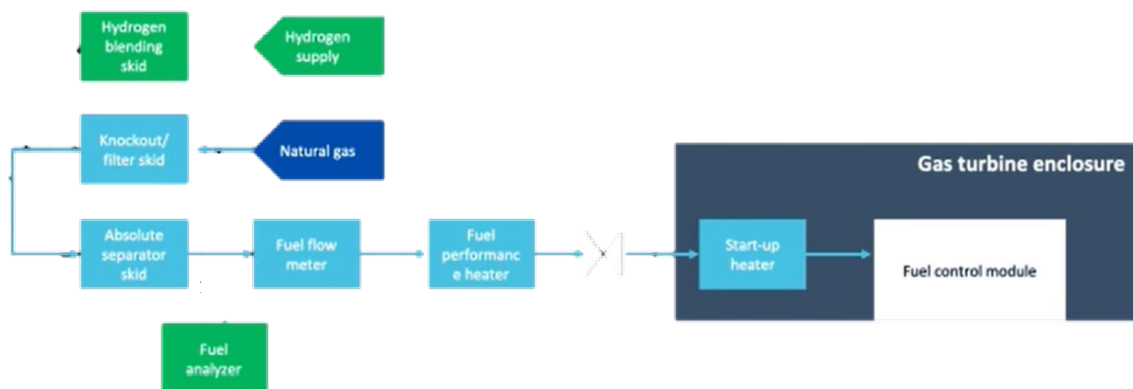 Hydrogen
blending
skid
Hydrogen
supply
Knockout/
filter skid
Natural gas
Gas turbine enclosure
Absolute
separator
skid
Fuel flow
meter
Fuel
performanc
e heater
Start-up
heater
Fuel control module
Fuel
analyzer